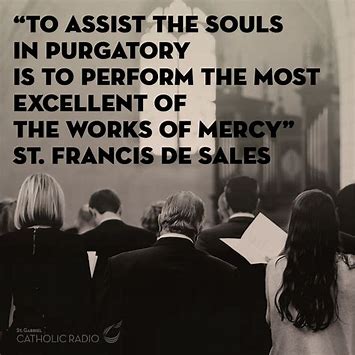 “TO ASSIST THE SOULS
IN PURGATORY
IS TO PERFORM THE MOST
EXCELLENT OF
THE WORKS OF MERCY”
ST. FRANCIS DE SALES
ST. GABRIEL
CATHOLIC RADIO